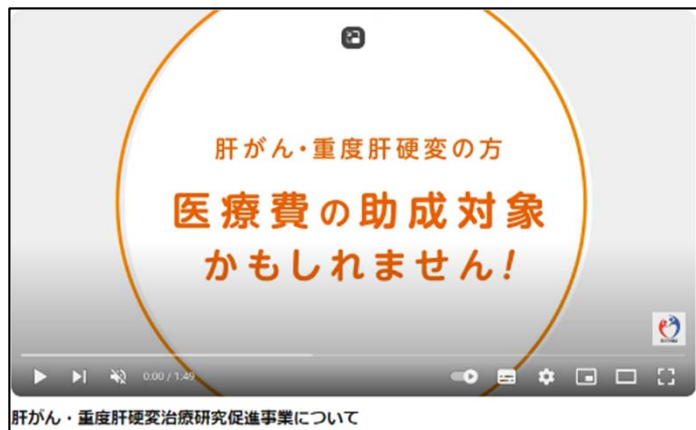 肝がん・重度肝硬変の方
医療費の助成対象
かもしれません!
0:00 / 1:49
肝がん・重度肝硬変治療研究促進事業について